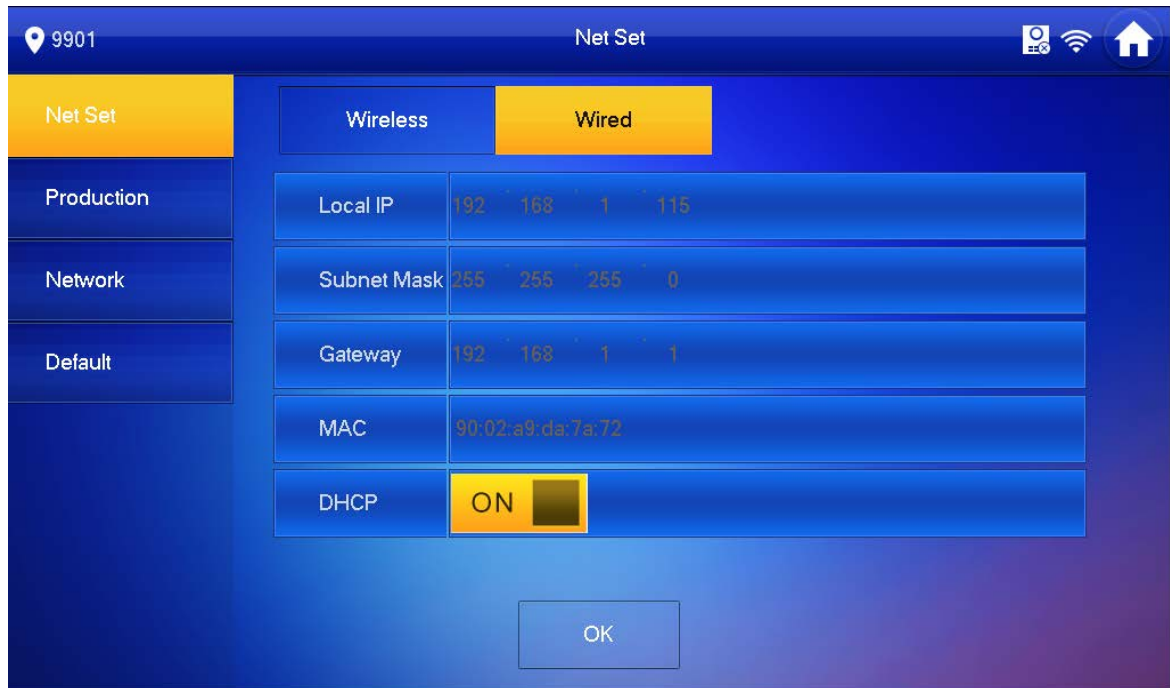 9901 Net Set
Net Set
Wireless Wired
Production
Local IP 192 . 168 . 1 . 115
Network
Subnet Mask 255 . 255 . 255 . 0
Default
Gateway 192 . 168 . 1 . 1
MAC 90:02:a9:da:7a:72
DHCP ON
OK